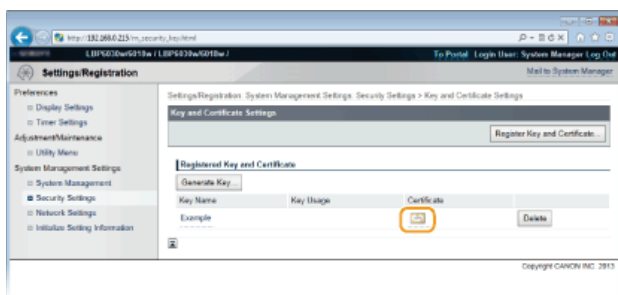 http://192.168.0.215/m_security_key.html
LBP6030w/6018w / LBP6030w/6018w /
To Portal Login User: System Manager Log Out
Settings/Registration
Mail to System Manager
Preferences
Display Settings
Timer Settings
Adjustment/Maintenance
Utility Menu
System Management Settings
System Management
Security Settings
Network Settings
Initialize Setting Information
Settings/Registration: System Management Settings: Security Settings > Key and Certificate Settings
Key and Certificate Settings
Register Key and Certificate...
Registered Key and Certificate
Generate Key...
Key Name Key Usage Certificate
Example Delete
Copyright CANON INC. 2013